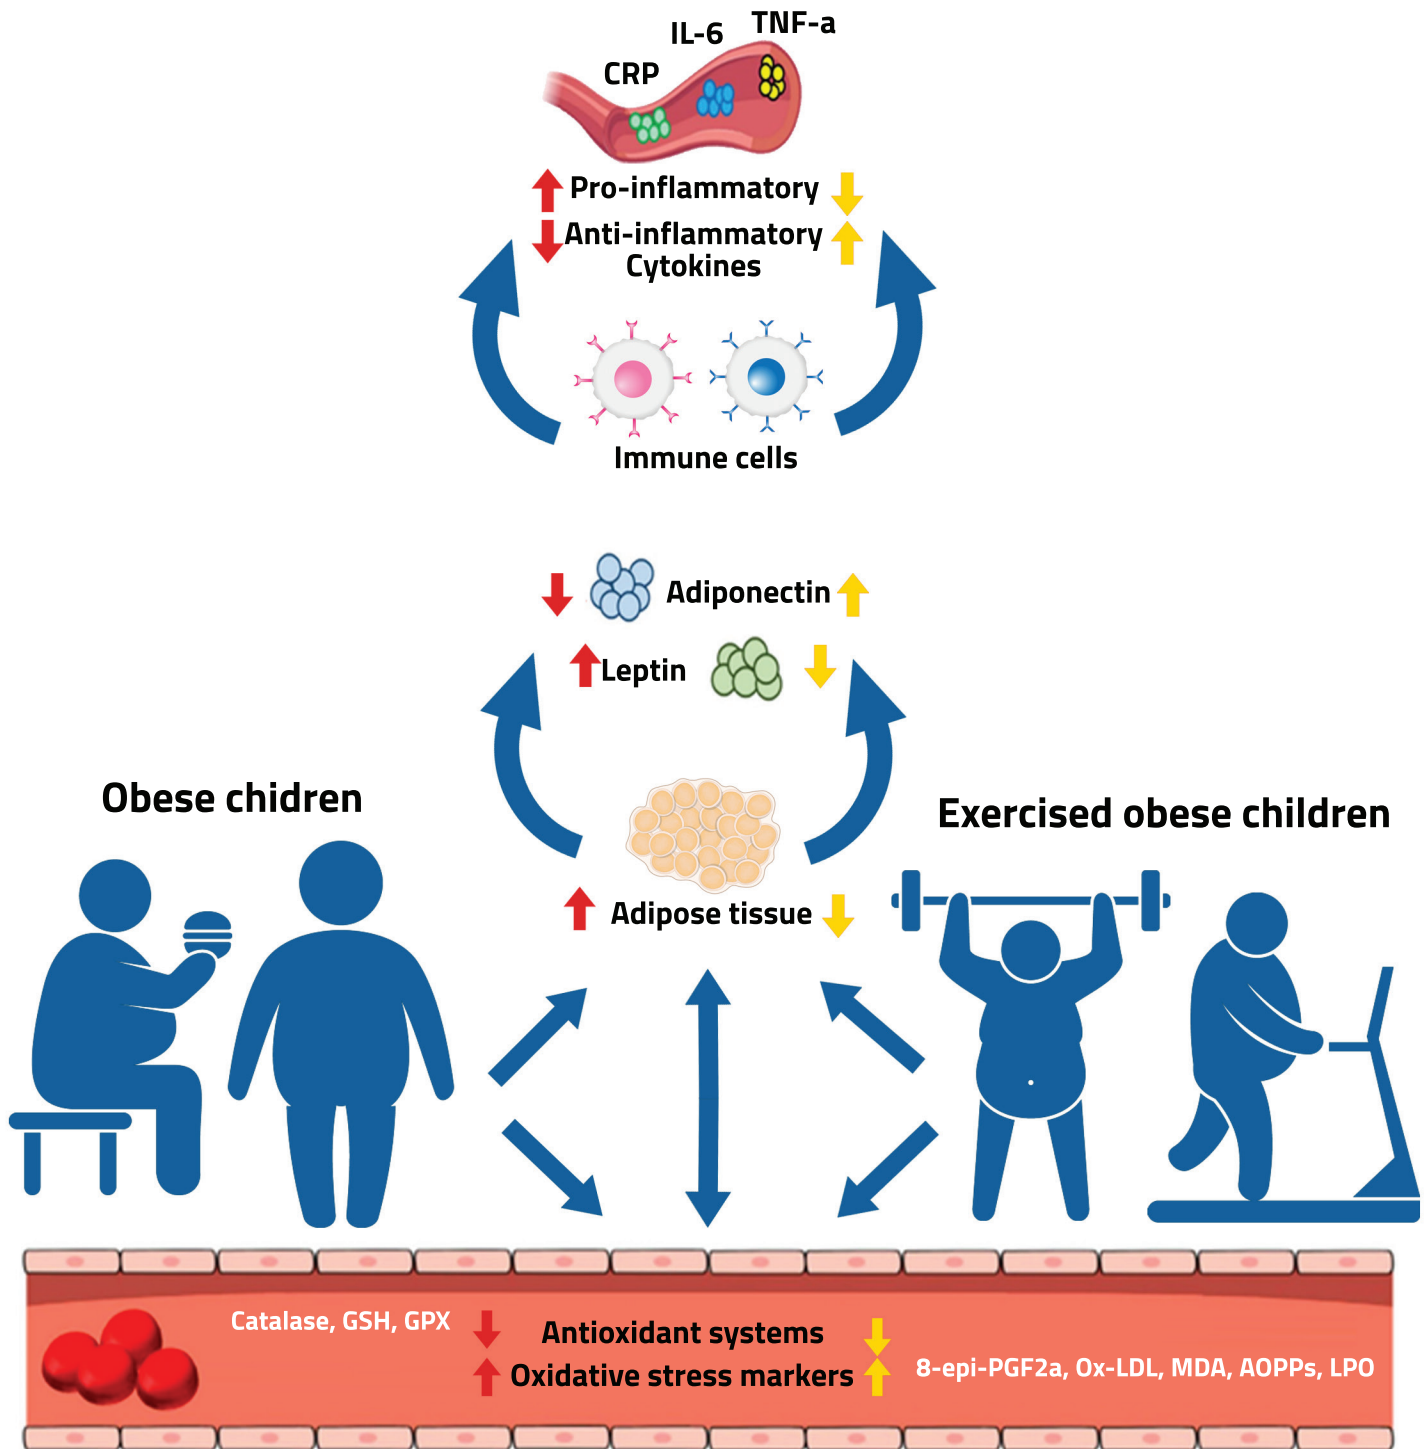 TNF-a
IL-6
CRP
Pro-inflammatory
Anti-inflammatory
Cytokines
Immune cells
Adiponectin
Leptin
Obese chidren
Exercised obese children
Adipose tissue
Catalase, GSH, GPX
Antioxidant systems
Oxidative stress markers
8-epi-PGF2a, Ox-LDL, MDA, AOPPs, LPO